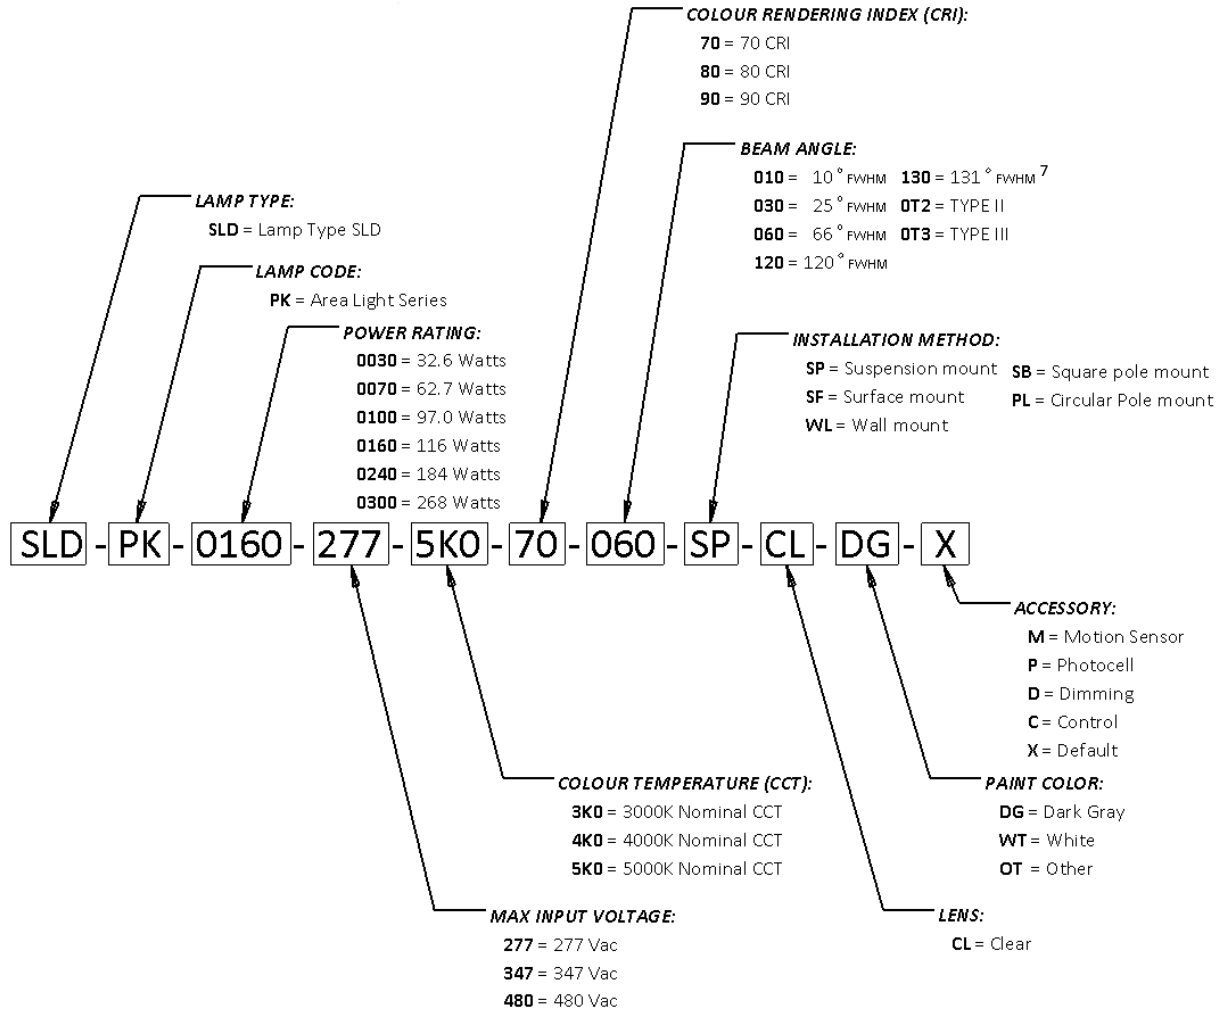 COLOUR RENDERING INDEX (CRI):
70 = 70 CRI
80 = 80 CRI
90 = 90 CRI
BEAM ANGLE:
010 = 10° FWHM 130 = 131° FWHM 7
030 = 25° FWHM 0T2 = TYPE II
060 = 66° FWHM 0T3 = TYPE III
120 = 120° FWHM
LAMP TYPE:
SLD = Lamp Type SLD
LAMP CODE:
PK = Area Light Series
POWER RATING:
0030 = 32.6 Watts
0070 = 62.7 Watts
0100 = 97.0 Watts
0160 = 116 Watts
0240 = 184 Watts
0300 = 268 Watts
INSTALLATION METHOD:
SP = Suspension mount SB = Square pole mount
SF = Surface mount PL = Circular Pole mount
WL = Wall mount
SLD - PK - 0160 - 277 - 5K0 - 70 - 060 - SP - CL - DG - X
ACCESSORY:
M = Motion Sensor
P = Photocell
D = Dimming
C = Control
X = Default
COLOUR TEMPERATURE (CCT):
3K0 = 3000K Nominal CCT
4K0 = 4000K Nominal CCT
5K0 = 5000K Nominal CCT
PAINT COLOR:
DG = Dark Gray
WT = White
OT = Other
MAX INPUT VOLTAGE:
277 = 277 Vac
347 = 347 Vac
480 = 480 Vac
LENS:
CL = Clear